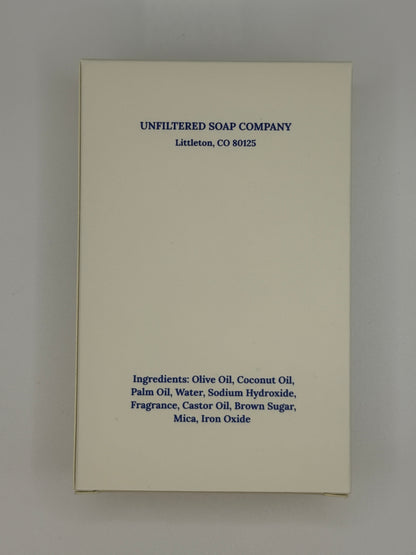 UNFILTERED SOAP COMPANY
Littleton, CO 80125
Ingredients: Olive Oil, Coconut Oil,
Palm Oil, Water, Sodium Hydroxide,
Fragrance, Castor Oil, Brown Sugar,
Mica, Iron Oxide